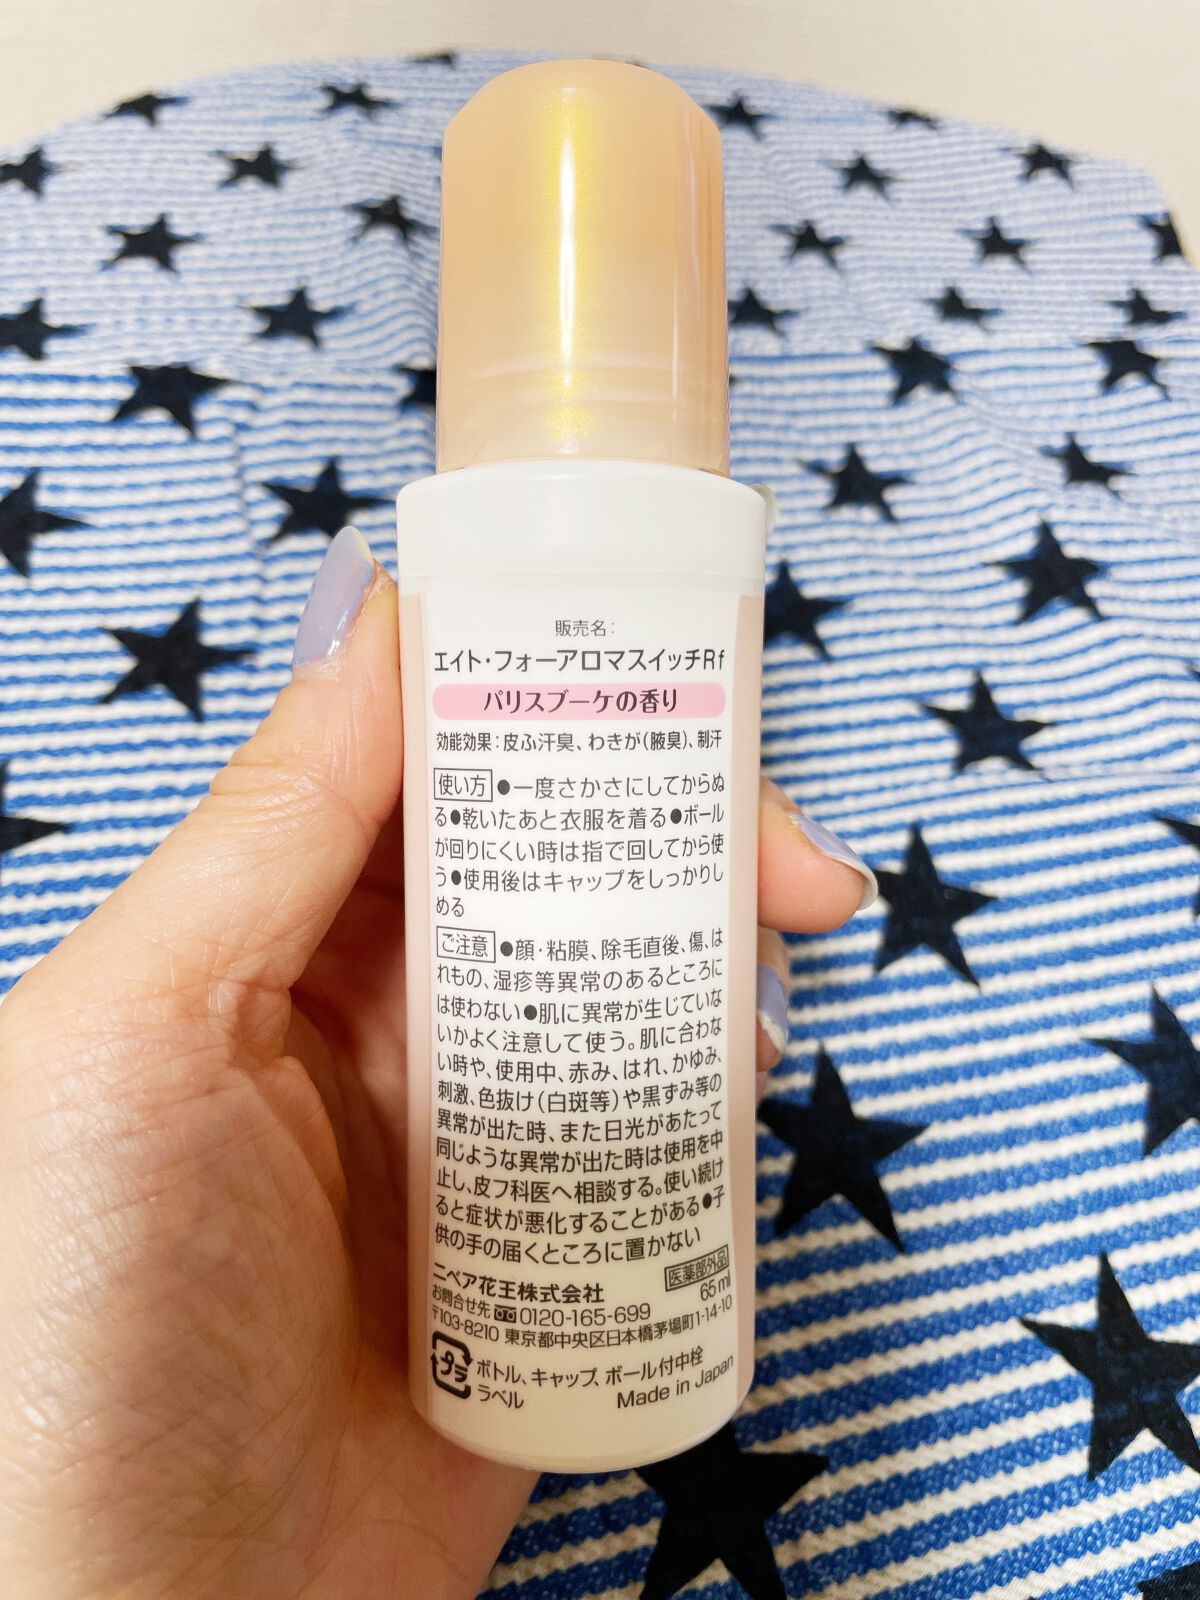 販売名:
エイト・フォーアロマスイッチRf
パリスブーケの香り
効能効果:皮ふ汗臭、わきが(腋臭)、制汗
使い方 ●一度さかさにしてからぬ
る●乾いたあと衣服を着る●ボール
が回りにくい時は指で回してから使
う●使用後はキャップをしっかりし
める
ご注意 ●顔・粘膜、除毛直後、傷、は
れもの、湿疹等異常のあるところに
は使わない●肌に異常が生じていな
いかよく注意して使う。肌に合わな
い時や、使用中、赤み、はれ、かゆみ、
刺激、色抜け(白斑等)や黒ずみ等の
異常が出た時、また日光があたって
同じような異常が出た時は使用を中
止し、皮フ科医へ相談する。使い続け
ると症状が悪化することがある●子
供の手の届くところに置かない
ニベア花王株式会社 医薬部外品
お問合せ先 0120-165-699 65ml
〒103-8210 東京都中央区日本橋茅場町1-14-10
プラ ボトル、キャップ、ボール付中栓
ラベル Made in Japan